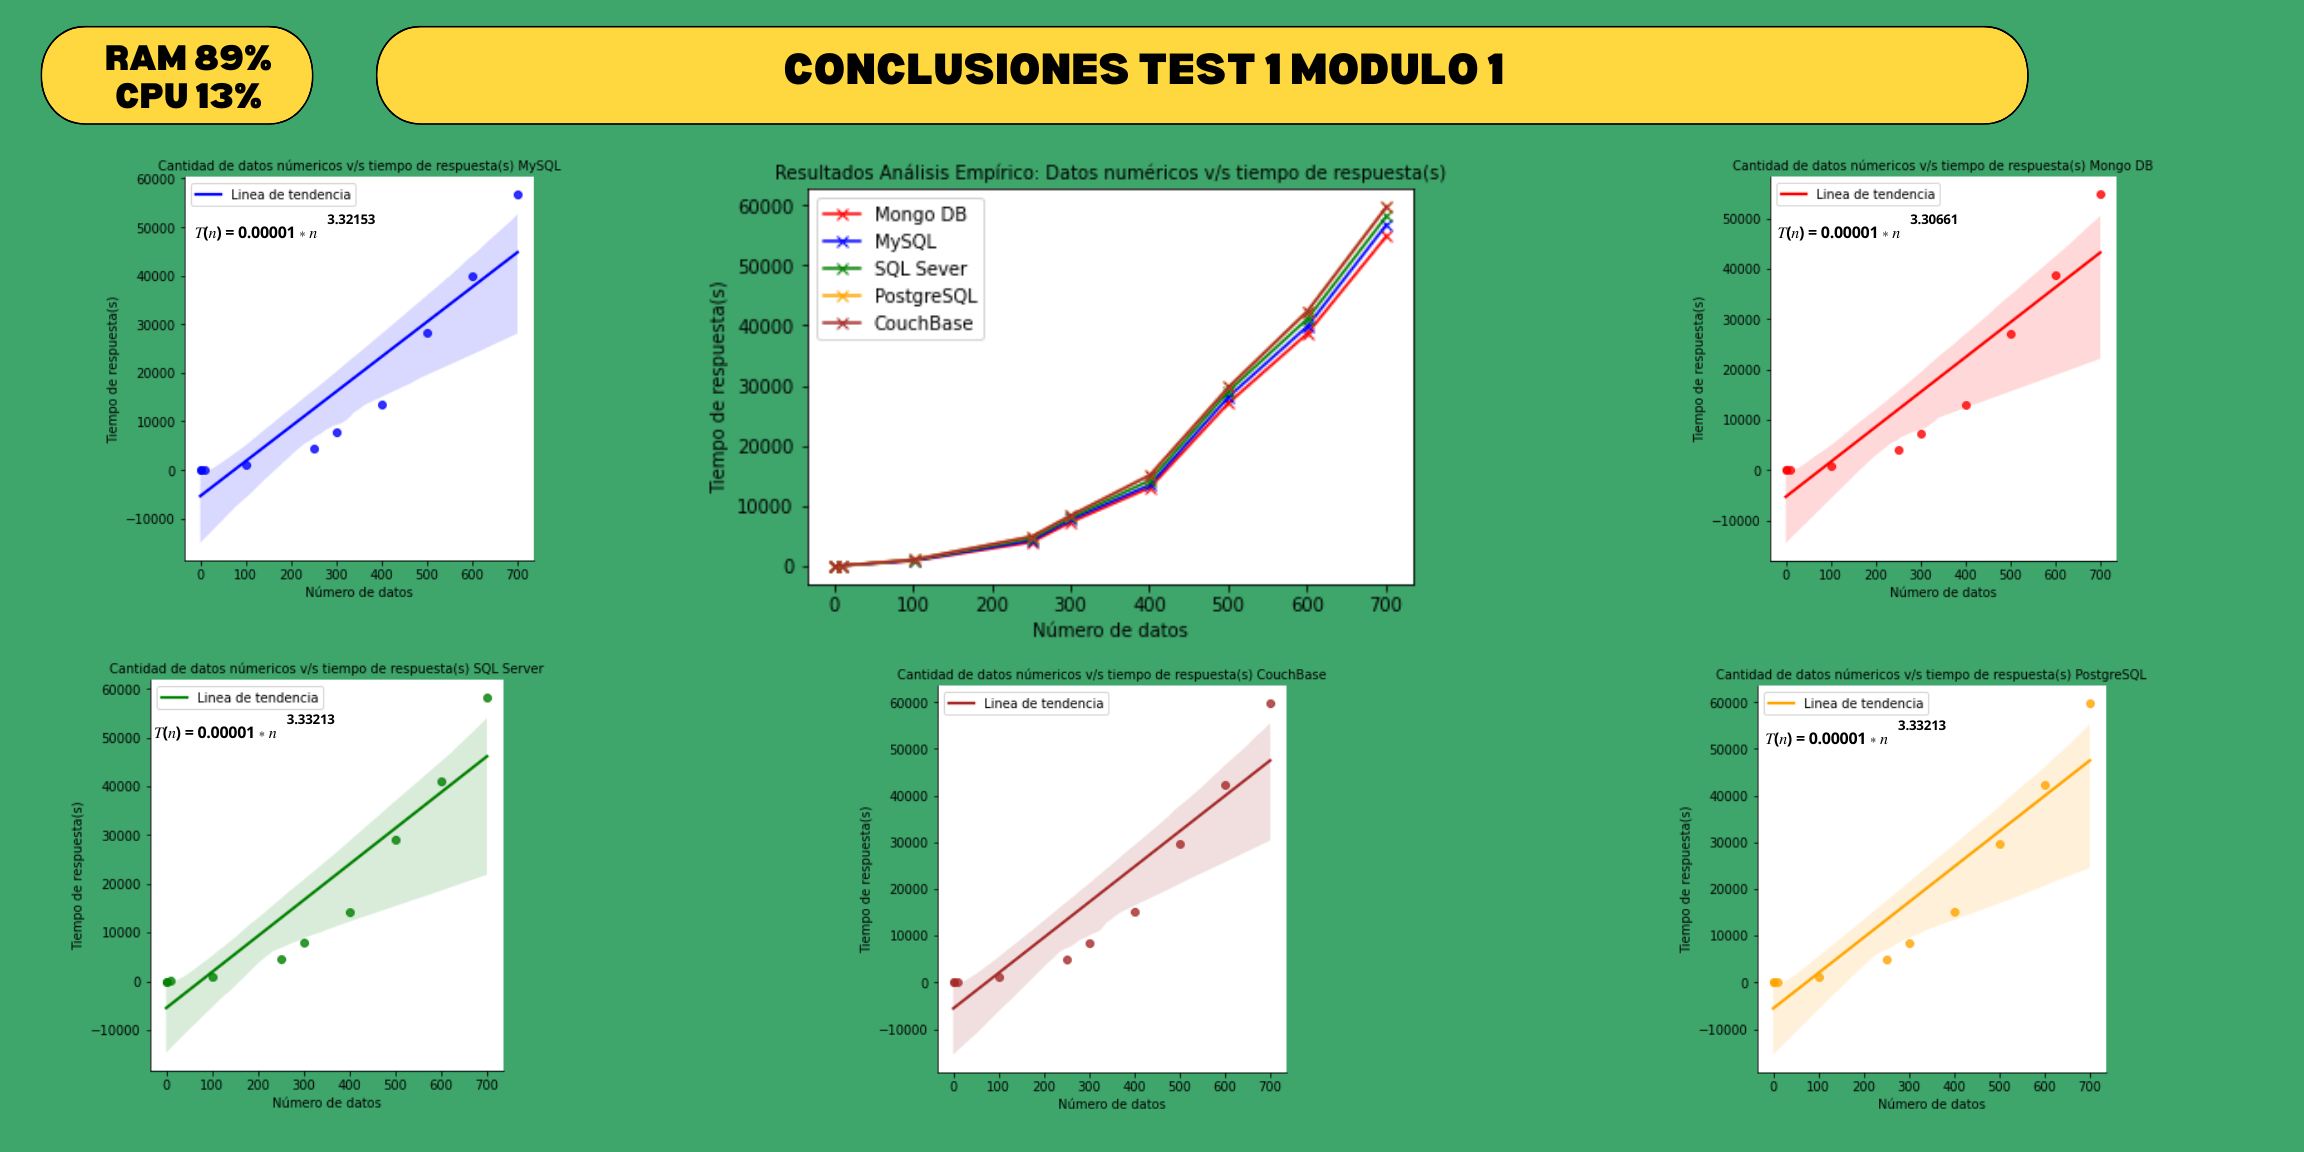 RAM 89%
CPU 13%
CONCLUSIONES TEST 1 MODULO 1
Cantidad de datos númericos v/s tiempo de respuesta(s) MySQL
Linea de tendencia
3.32153
T(n) = 0.00001 * n
60000
50000
40000
30000
20000
10000
0
−10000
Tiempo de respuesta(s)
0 100 200 300 400 500 600 700
Número de datos
Resultados Análisis Empírico: Datos numéricos v/s tiempo de respuesta(s)
Mongo DB
MySQL
SQL Sever
PostgreSQL
CouchBase
60000
50000
40000
30000
20000
10000
0
Tiempo de respuesta(s)
0 100 200 300 400 500 600 700
Número de datos
Cantidad de datos númericos v/s tiempo de respuesta(s) Mongo DB
Linea de tendencia
3.30661
T(n) = 0.00001 * n
50000
40000
30000
20000
10000
0
−10000
Tiempo de respuesta(s)
0 100 200 300 400 500 600 700
Número de datos
Cantidad de datos númericos v/s tiempo de respuesta(s) SQL Server
Linea de tendencia
3.33213
T(n) = 0.00001 * n
60000
50000
40000
30000
20000
10000
0
−10000
Tiempo de respuesta(s)
0 100 200 300 400 500 600 700
Número de datos
Cantidad de datos númericos v/s tiempo de respuesta(s) CouchBase
Linea de tendencia
60000
50000
40000
30000
20000
10000
0
−10000
Tiempo de respuesta(s)
0 100 200 300 400 500 600 700
Número de datos
Cantidad de datos númericos v/s tiempo de respuesta(s) PostgreSQL
Linea de tendencia
3.33213
T(n) = 0.00001 * n
60000
50000
40000
30000
20000
10000
0
−10000
Tiempo de respuesta(s)
0 100 200 300 400 500 600 700
Número de datos